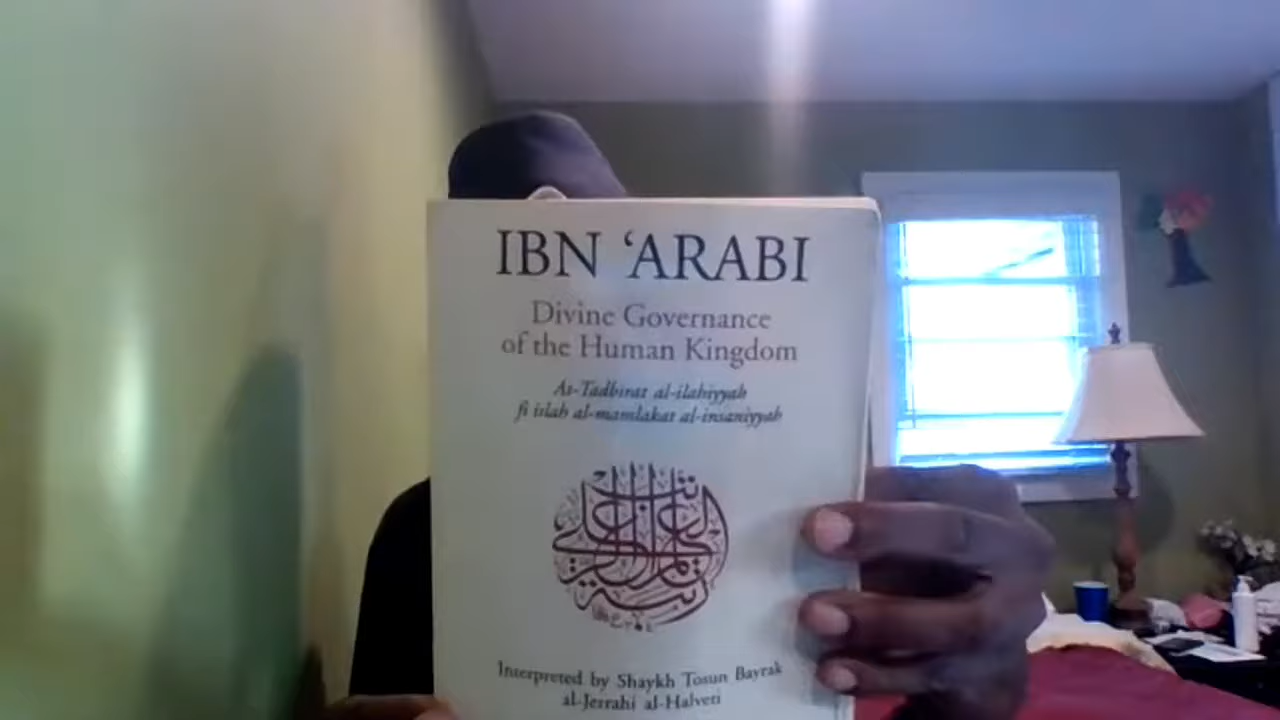 IBN ‘ARABI
Divine Governance
of the Human Kingdom
At-Tadbirat al-ilahiyyah
fi islah al-mamlakat al-insaniyyah
Interpreted by Shaykh Tosun Bayrak
al-Jerrahi al-Halveti